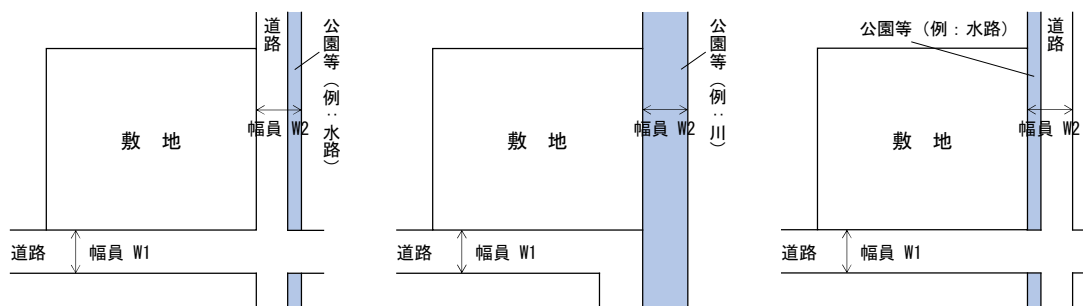 道路
公園等（例：水路）
幅員 W2
敷 地
道路
幅員 W1
公園等（例：川）
幅員 W2
敷 地
道路
幅員 W1
公園等（例：水路）
道路
幅員 W2
敷 地
道路
幅員 W1